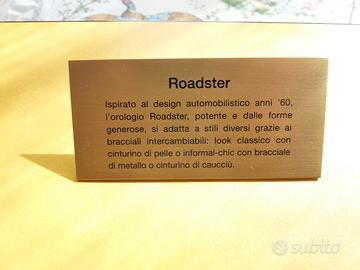 Roadster
Ispirato al design automobilistico anni '60,
l'orologio Roadster, potente e dalle forme
generose, si adatta a stili diversi grazie ai
bracciali intercambiabili: look classico con
cinturino di pelle o informal-chic con bracciale
di metallo o cinturino di caucciù.
subito